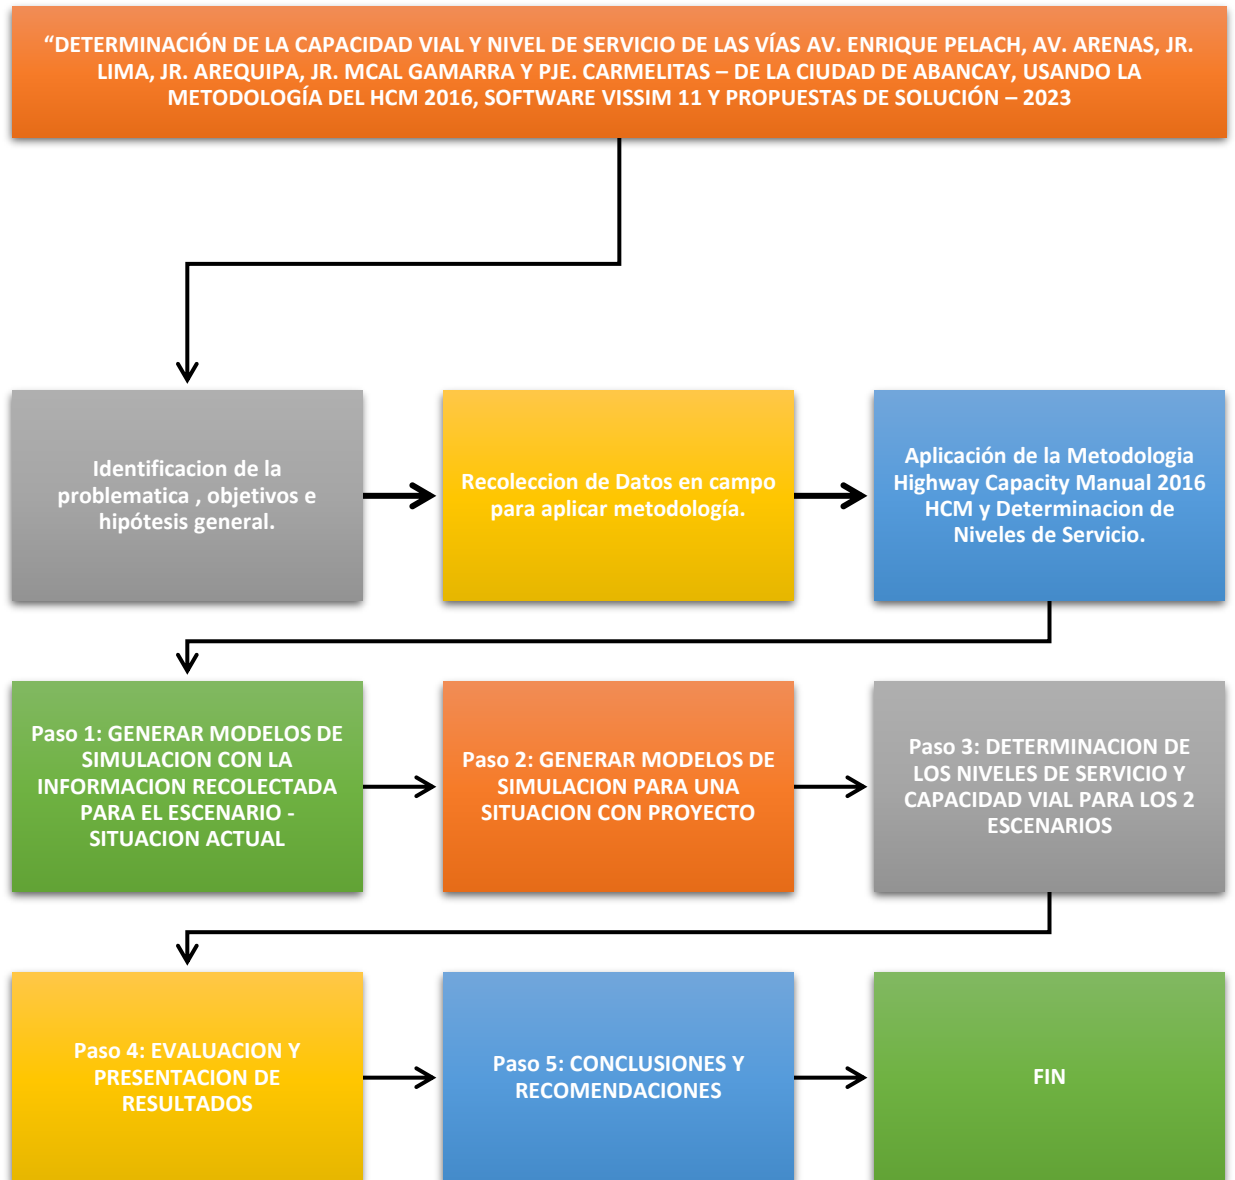 “DETERMINACIÓN DE LA CAPACIDAD VIAL Y NIVEL DE SERVICIO DE LAS VÍAS AV. ENRIQUE PELACH, AV. ARENAS, JR.
LIMA, JR. AREQUIPA, JR. MCAL GAMARRA Y PJE. CARMELITAS – DE LA CIUDAD DE ABANCAY, USANDO LA
METODOLOGÍA DEL HCM 2016, SOFTWARE VISSIM 11 Y PROPUESTAS DE SOLUCIÓN – 2023
Identificacion de la
problematica , objetivos e
hipótesis general.
Recoleccion de Datos en campo
para aplicar metodología.
Aplicación de la Metodologia
Highway Capacity Manual 2016
HCM y Determinacion de
Niveles de Servicio.
Paso 1: GENERAR MODELOS DE
SIMULACION CON LA
INFORMACION RECOLECTADA
PARA EL ESCENARIO -
SITUACION ACTUAL
Paso 2: GENERAR MODELOS DE
SIMULACION PARA UNA
SITUACION CON PROYECTO
Paso 3: DETERMINACION DE
LOS NIVELES DE SERVICIO Y
CAPACIDAD VIAL PARA LOS 2
ESCENARIOS
Paso 4: EVALUACION Y
PRESENTACION DE
RESULTADOS
Paso 5: CONCLUSIONES Y
RECOMENDACIONES
FIN